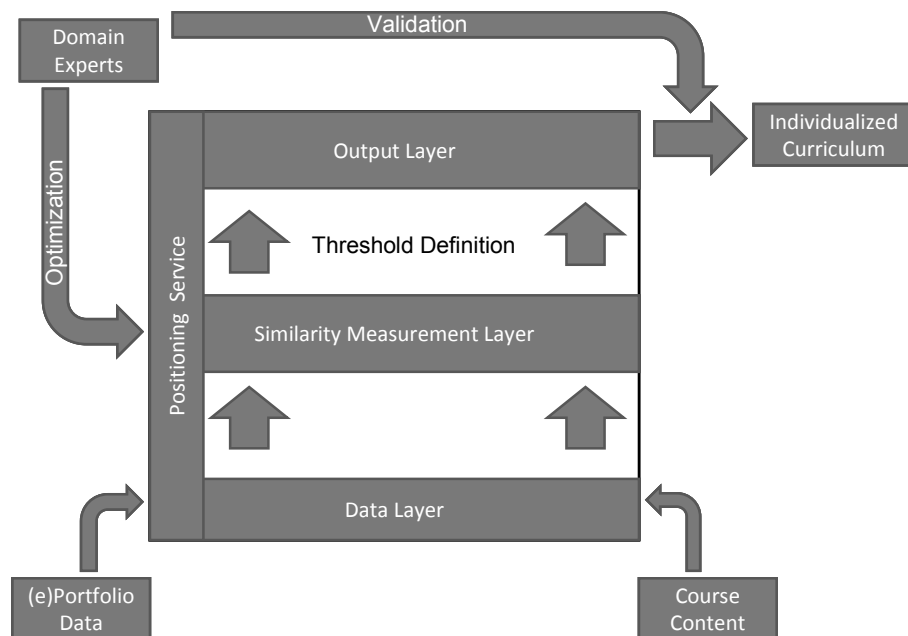 Validation
Domain
Experts
Individualized
Curriculum
Output Layer
Optimization
Positioning Service
Threshold Definition
Similarity Measurement Layer
Data Layer
(e)Portfolio
Data
Course
Content